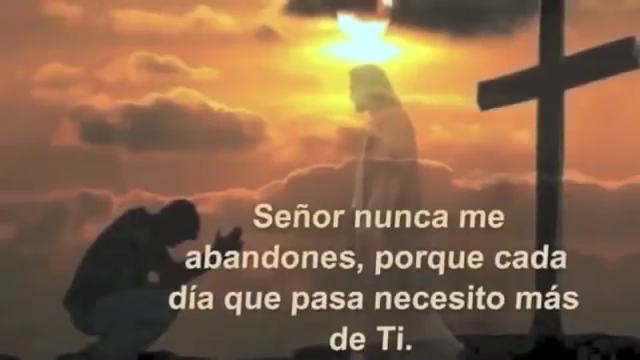 Señor nunca me
abandones, porque cada
día que pasa necesito más
de Ti.